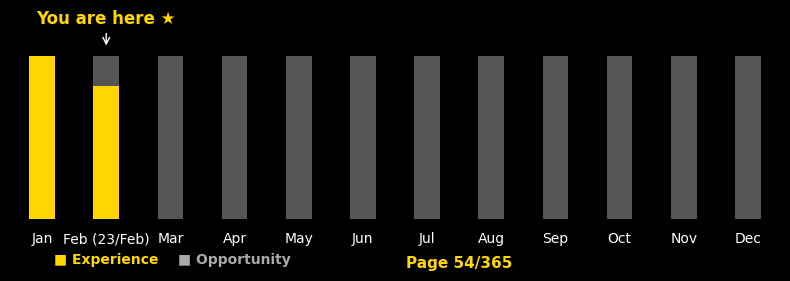 You are here ★
Jan Feb (23/Feb) Mar Apr May Jun Jul Aug Sep Oct Nov Dec
■ Experience ■ Opportunity Page 54/365